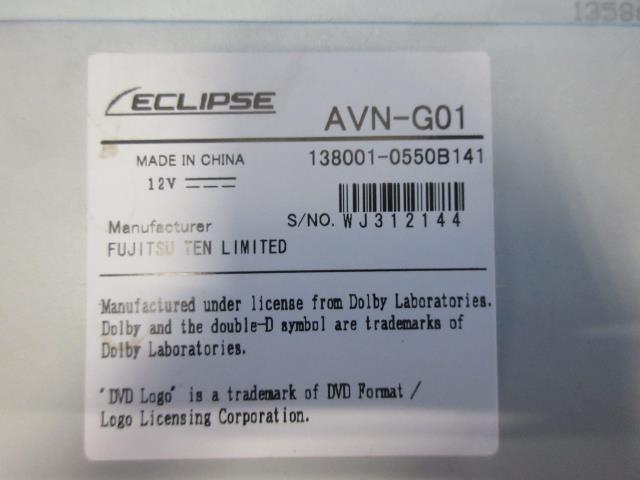 1358
ECLIPSE
AVN-G01
MADE IN CHINA
138001-0550B141
12V
S/NO. WJ312144
Manufacturer
FUJITSU TEN LIMITED
Manufactured under license from Dolby Laboratories.
Dolby and the double-D symbol are trademarks of
Dolby Laboratories.
"DVD Logo" is a trademark of DVD Format /
Logo Licensing Corporation.